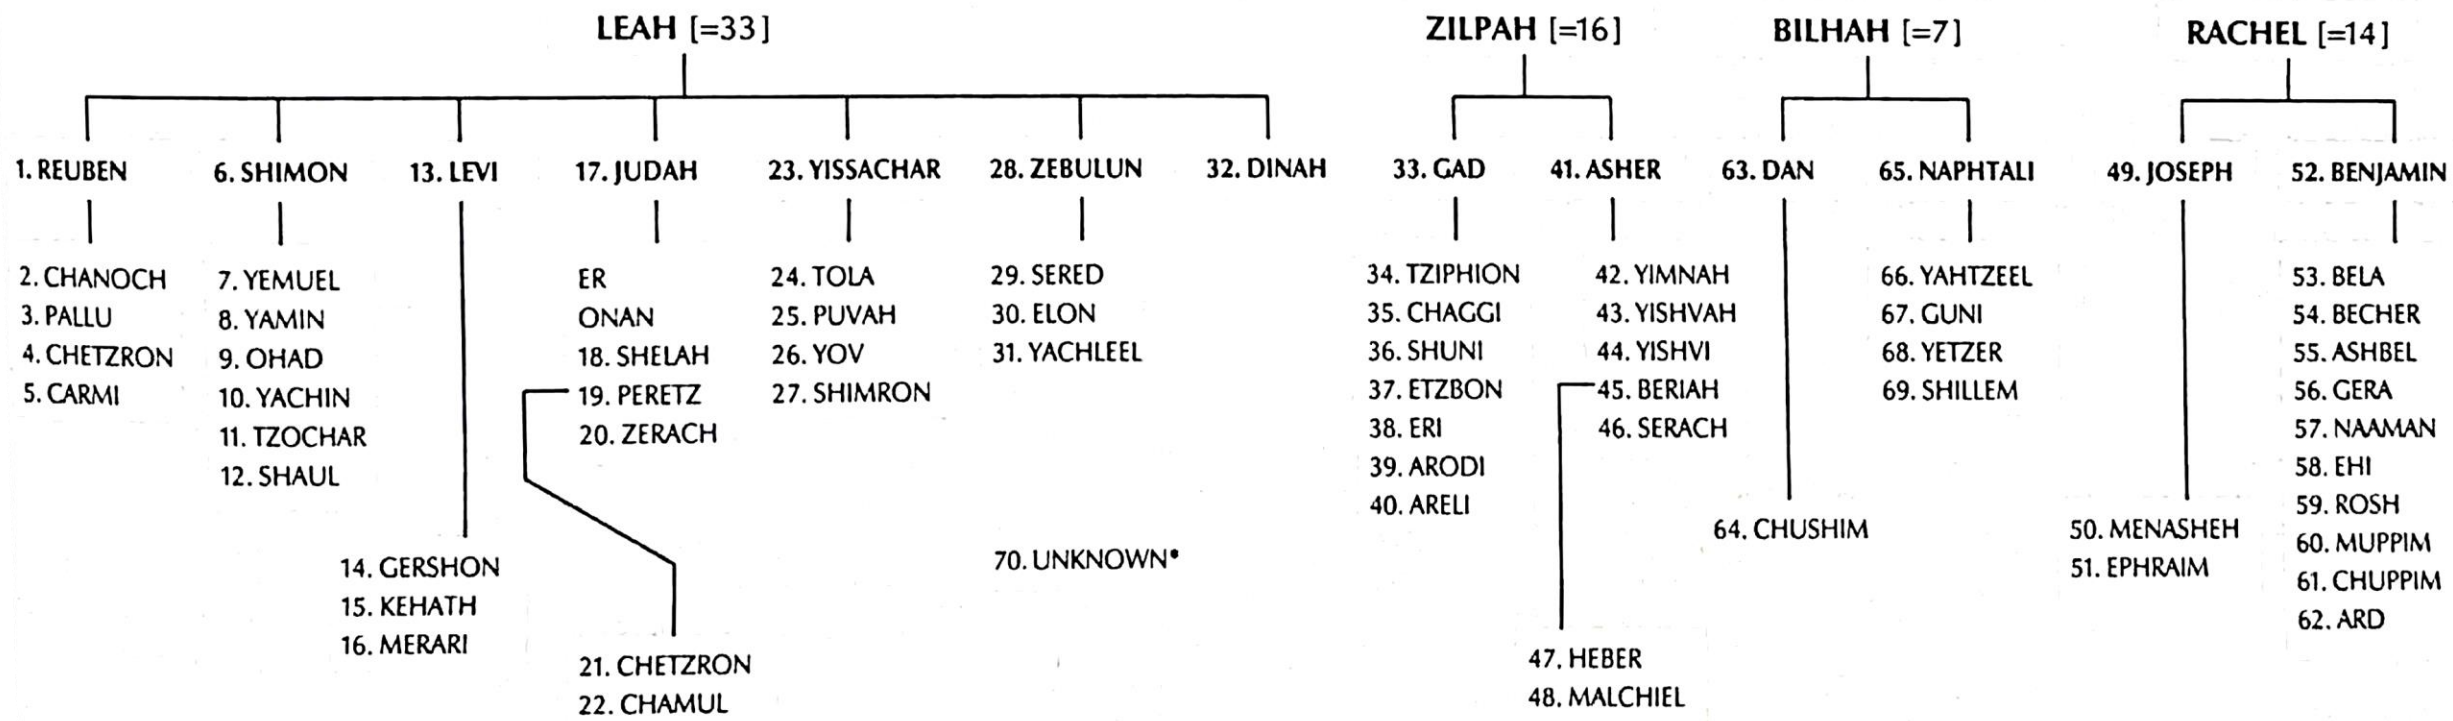 LEAH [=33]
ZILPAH [=16]
BILHAH [=7]
RACHEL [=14]
1. REUBEN
6. SHIMON
13. LEVI
17. JUDAH
23. YISSACHAR
28. ZEBULUN
32. DINAH
33. GAD
41. ASHER
63. DAN
65. NAPHTALI
49. JOSEPH
52. BENJAMIN
2. CHANOCH
3. PALLU
4. CHETZRON
5. CARMI
7. YEMUEL
8. YAMIN
9. OHAD
10. YACHIN
11. TZOCHAR
12. SHAUL
14. GERSHON
15. KEHATH
16. MERARI
ER
ONAN
18. SHELAH
19. PERETZ
20. ZERACH
21. CHETZRON
22. CHAMUL
24. TOLA
25. PUVAH
26. YOV
27. SHIMRON
29. SERED
30. ELON
31. YACHLEEL
70. UNKNOWN*
34. TZIPHION
35. CHAGGI
36. SHUNI
37. ETZBON
38. ERI
39. ARODI
40. ARELI
42. YIMNAH
43. YISHVAH
44. YISHVI
45. BERIAH
46. SERACH
47. HEBER
48. MALCHIEL
64. CHUSHIM
66. YAHTZEEL
67. GUNI
68. YETZER
69. SHILLEM
50. MENASHEH
51. EPHRAIM
53. BELA
54. BECHER
55. ASHBEL
56. GERA
57. NAAMAN
58. EHI
59. ROSH
60. MUPPIM
61. CHUPPIM
62. ARD